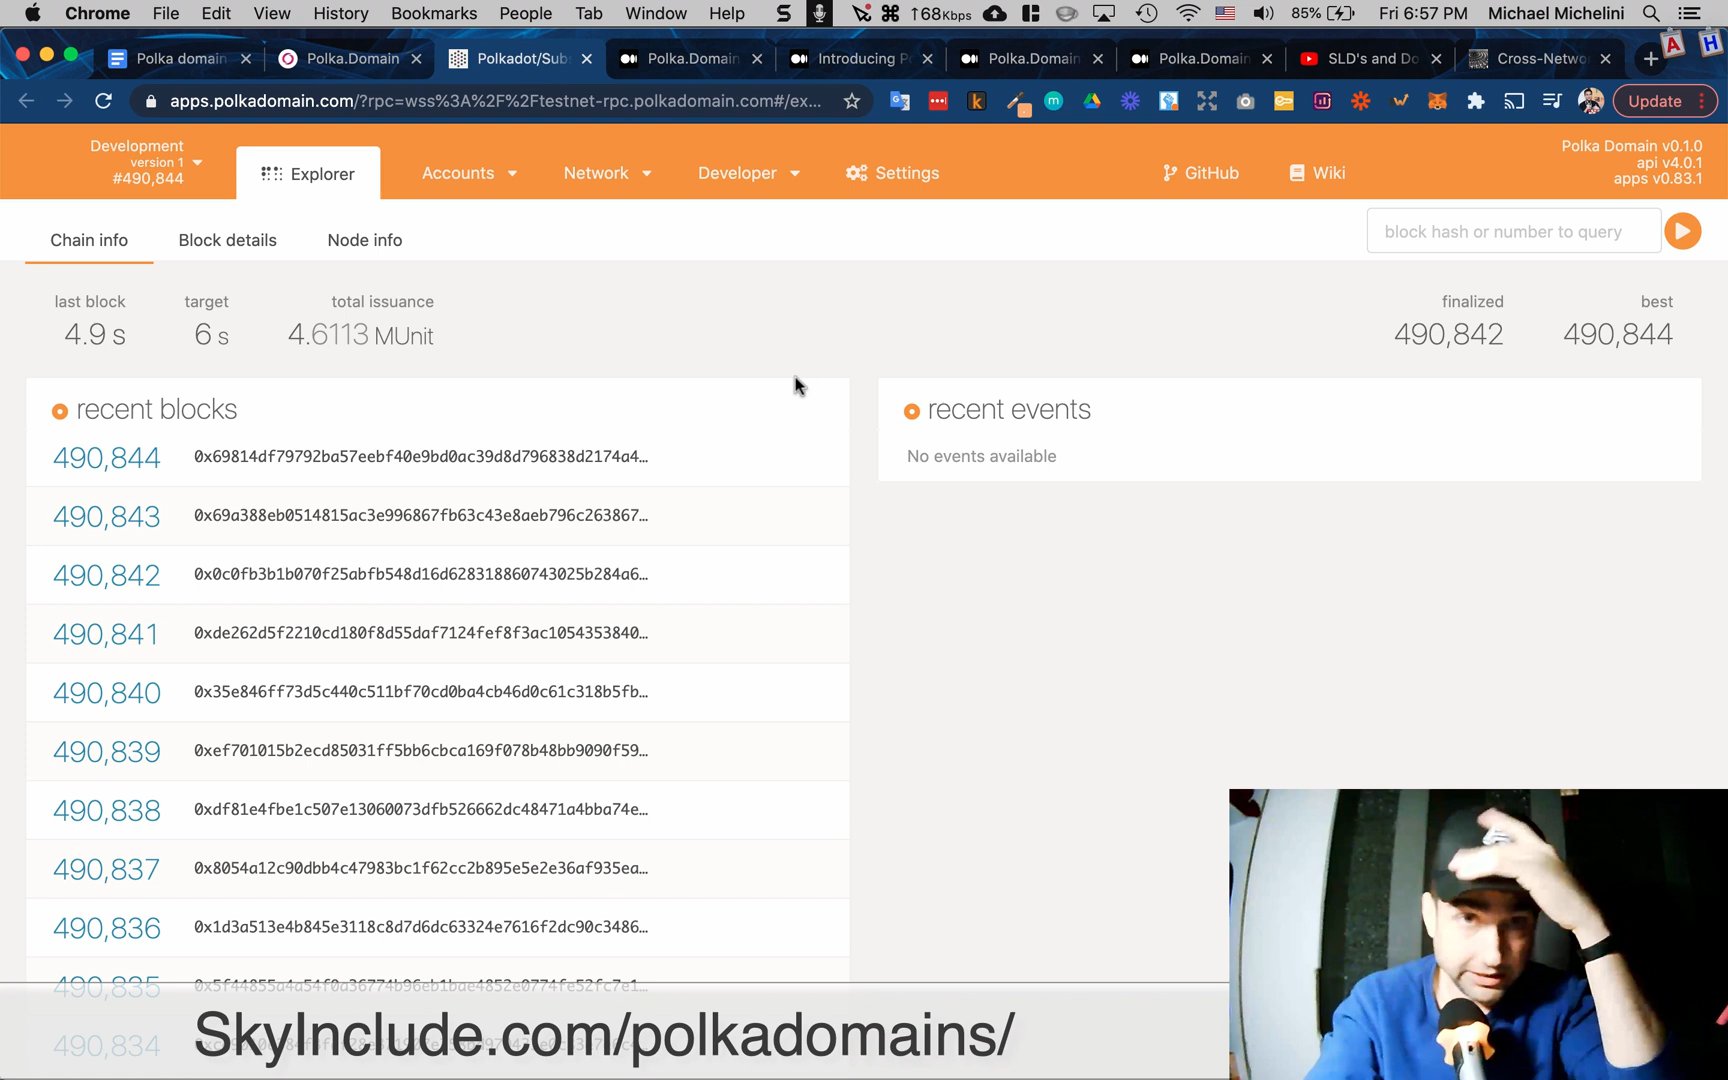 Chrome File Edit View History Bookmarks People Tab Window Help
↑68Kbps 85% Fri 6:57 PM Michael Michelini
Polka domain
Polka.Domain
Polkadot/Sub
Polka.Domain
Introducing P
Polka.Domain
Polka.Domain
SLD's and Do
Cross-Netwo
apps.polkadomain.com/?rpc=wss%3A%2F%2Ftestnet-rpc.polkadomain.com#/ex...
Update
Development
version 1
#490,844
Explorer
Accounts
Network
Developer
Settings
GitHub
Wiki
Polka Domain v0.1.0
api v4.0.1
apps v0.83.1
Chain info
Block details
Node info
block hash or number to query
last block
4.9 s
target
6 s
total issuance
4.6113 MUnit
finalized
490,842
best
490,844
recent blocks
490,844 0x69814df79792ba57eebf40e9bd0ac39d8d796838d2174a4...
490,843 0x69a388eb0514815ac3e996867fb63c43e8aeb796c263867...
490,842 0x0c0fb3b1b070f25abfb548d16d628318860743025b284a6...
490,841 0xde262d5f2210cd180f8d55daf7124fef8f3ac1054353840...
490,840 0x35e846ff73d5c440c511bf70cd0ba4cb46d0c61c318b5fb...
490,839 0xef701015b2ecd85031ff5bb6cbca169f078b48bb9090f59...
490,838 0xdf81e4fbe1c507e13060073dfb526662dc48471a4bba74e...
490,837 0x8054a12c90dbb4c47983bc1f62cc2b895e5e2e36af935ea...
490,836 0x1d3a513e4b845e3118c8d7d6dc63324e7616f2dc90c3486...
490,835
490,834
recent events
No events available
SkyInclude.com/polkadomains/